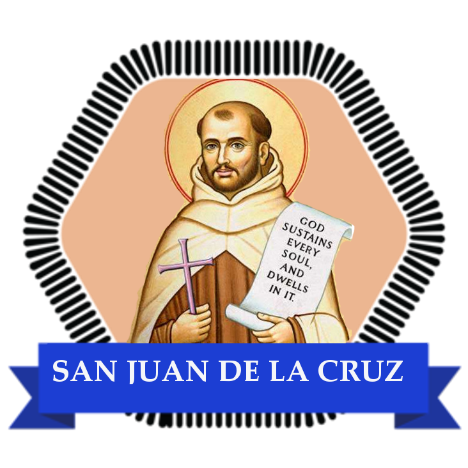 GOD
SUSTAINS
EVERY
SOUL,
AND
DWELLS
IN IT.
SAN JUAN DE LA CRUZ